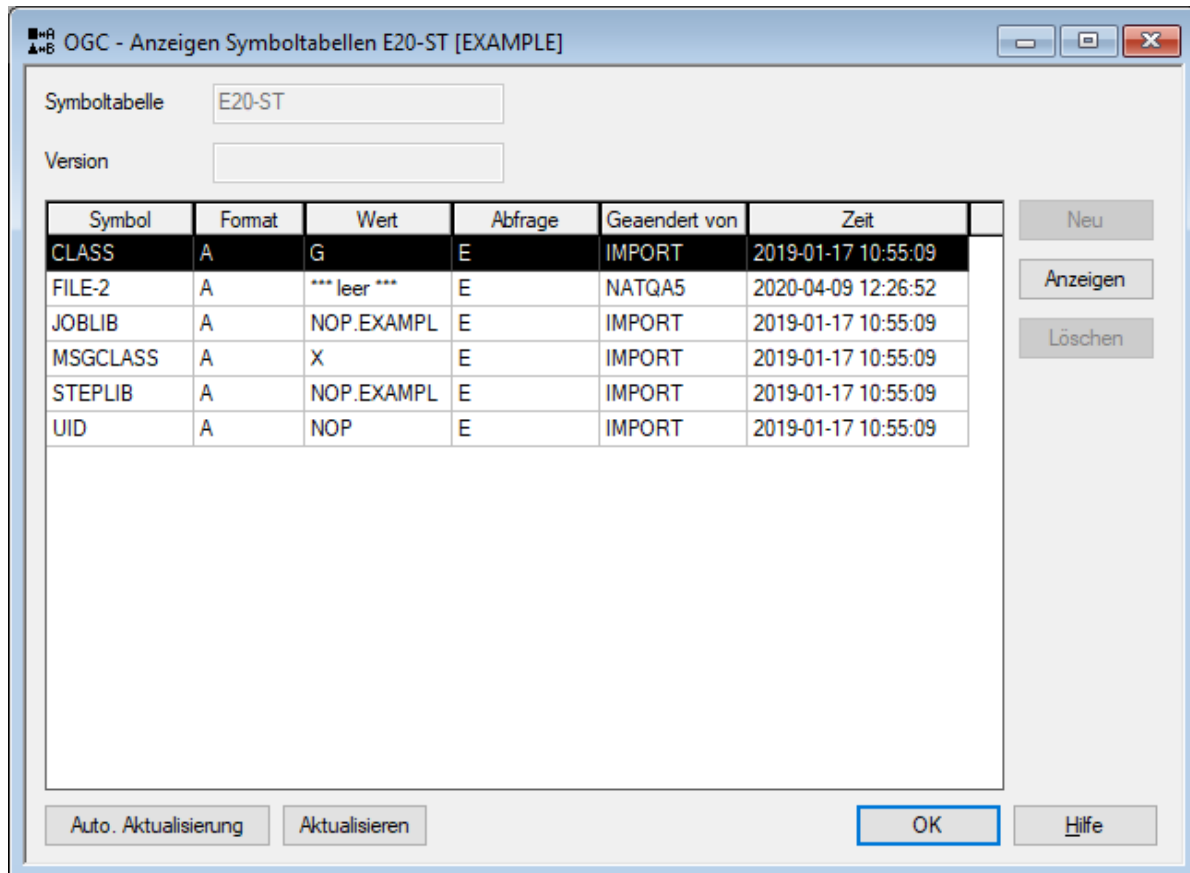 OGC - Anzeigen Symboltabellen E20-ST [EXAMPLE]
Symboltabelle E20-ST
Version
Symbol Format Wert Abfrage Geaendert von Zeit
CLASS A G E IMPORT 2019-01-17 10:55:09
FILE-2 A *** leer *** E NATQA5 2020-04-09 12:26:52
JOBLIB A NOP.EXAMPL E IMPORT 2019-01-17 10:55:09
MSGCLASS A X E IMPORT 2019-01-17 10:55:09
STEPLIB A NOP.EXAMPL E IMPORT 2019-01-17 10:55:09
UID A NOP E IMPORT 2019-01-17 10:55:09
Neu
Anzeigen
Löschen
Auto. Aktualisierung Aktualisieren OK Hilfe